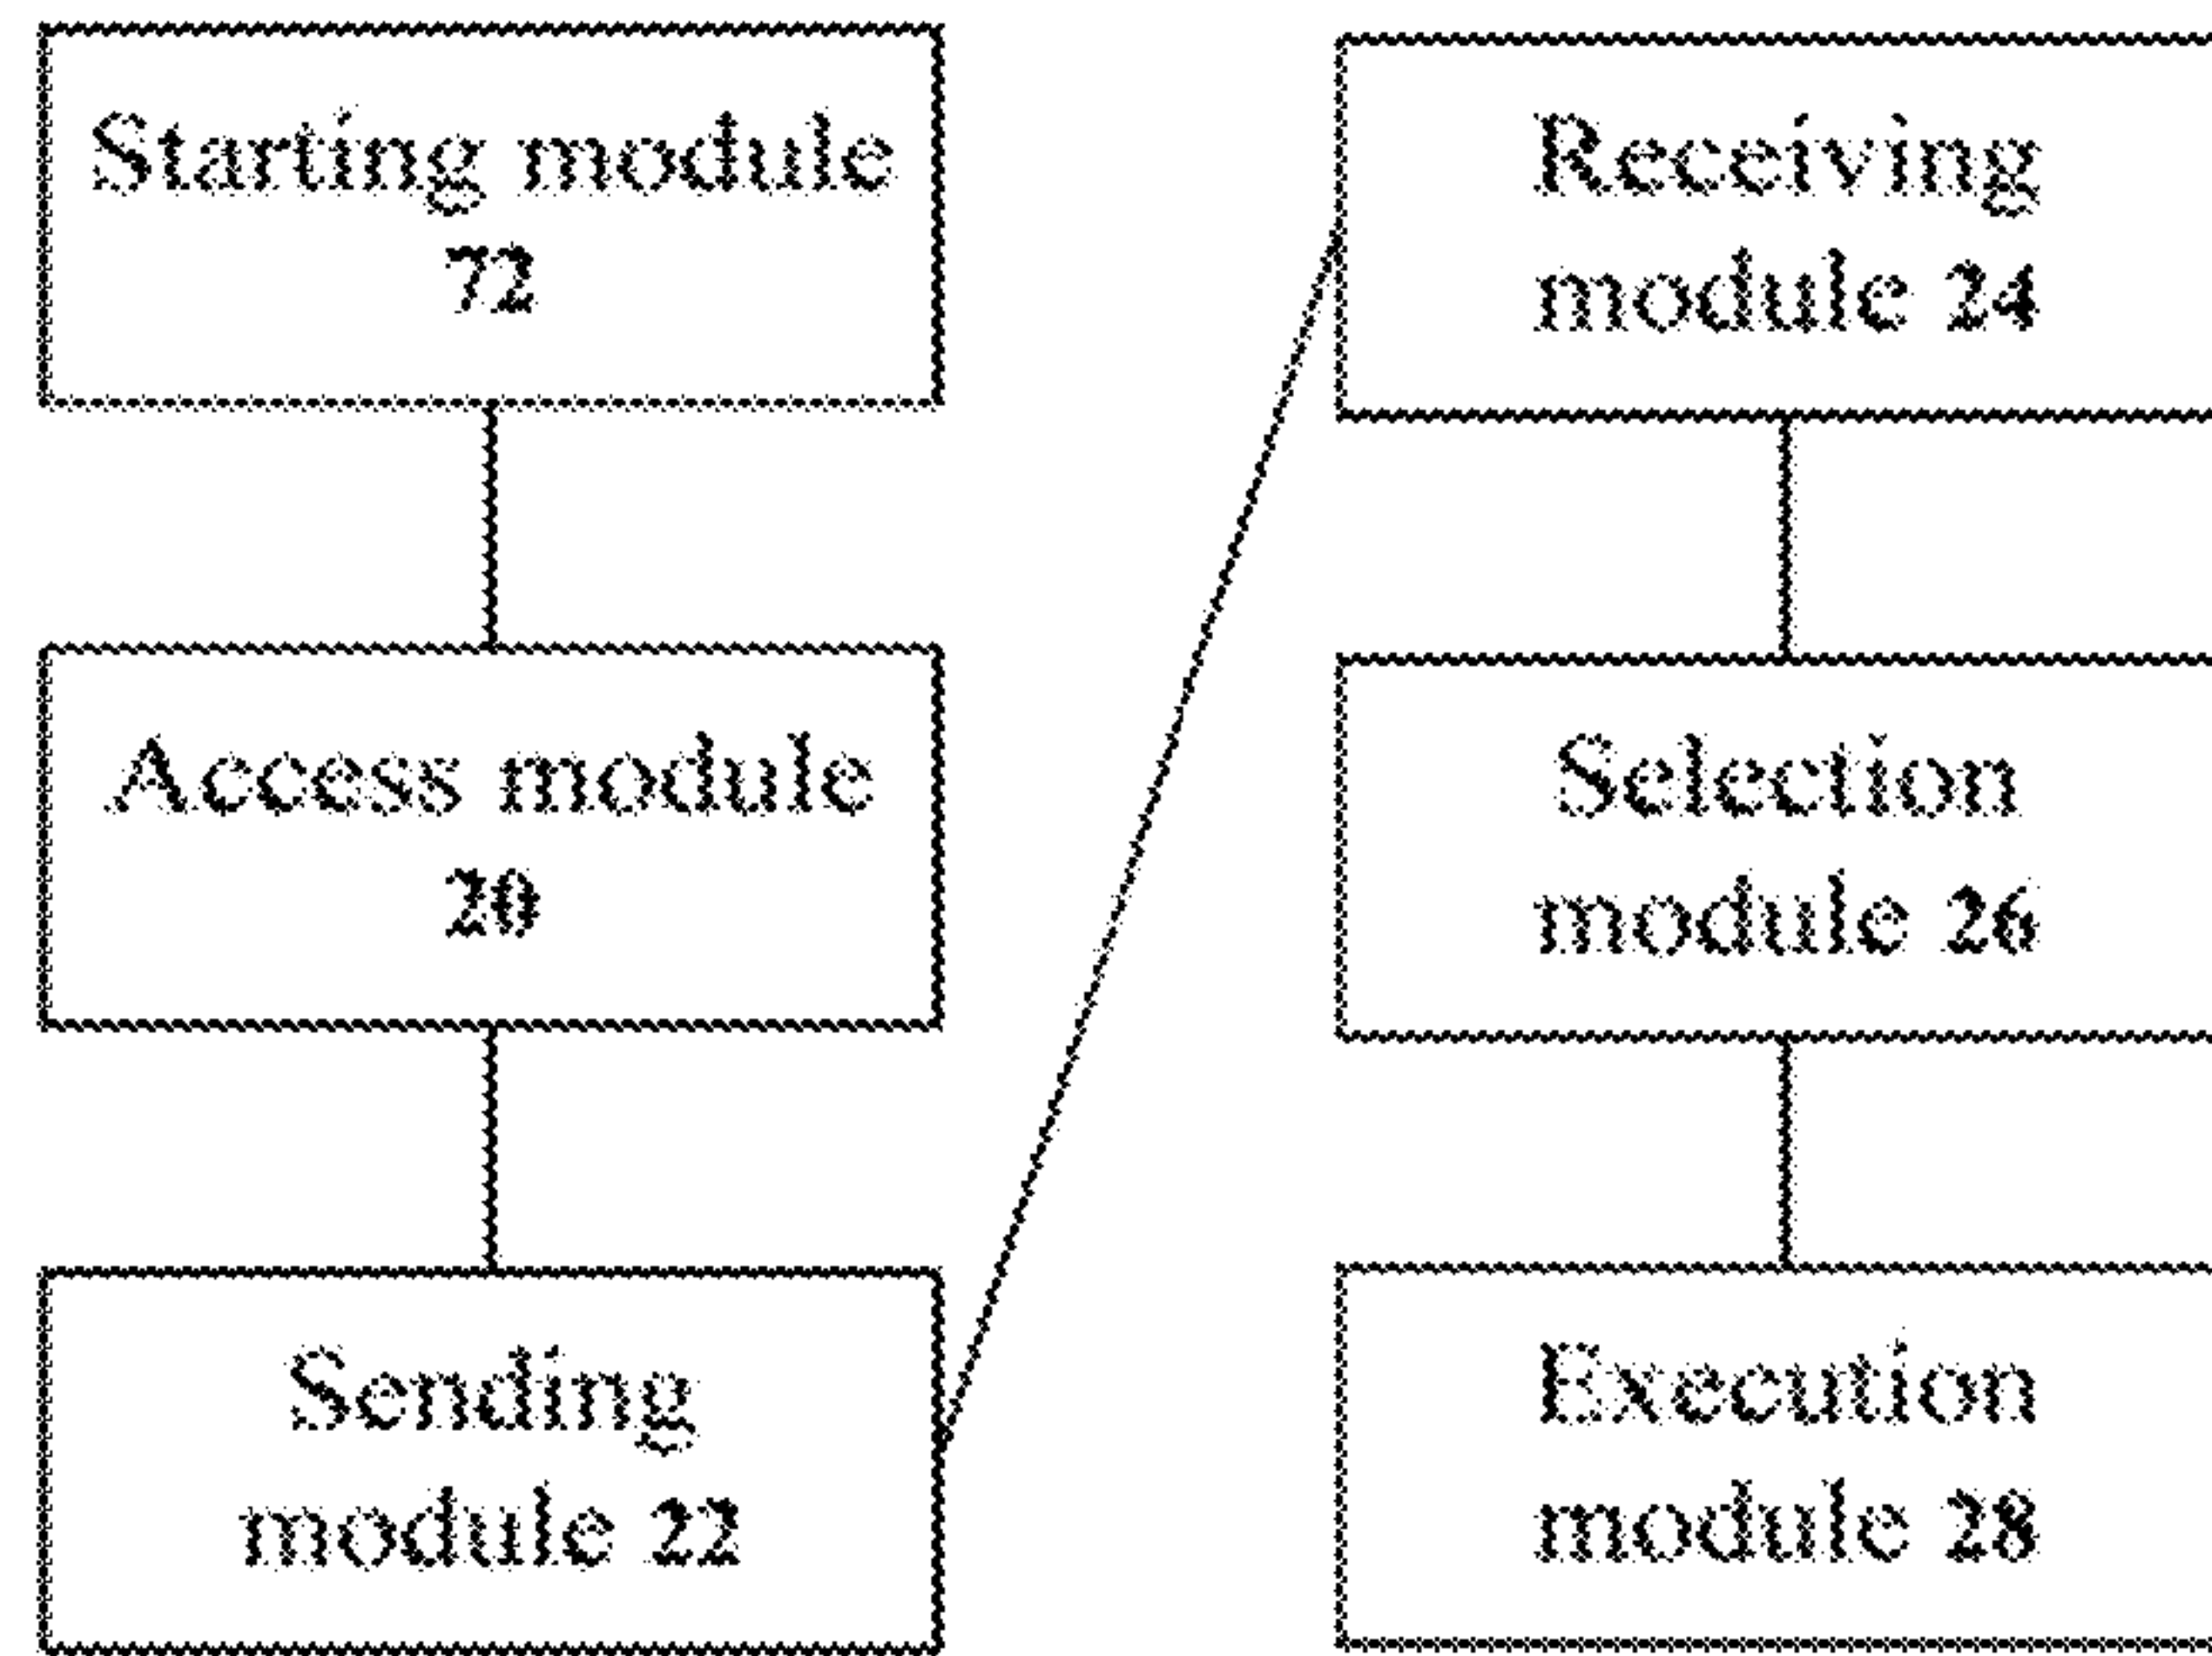 Starting module
72
Access module
20
Sending
module 22
Receiving
module 24
Selection
module 26
Execution
module 28